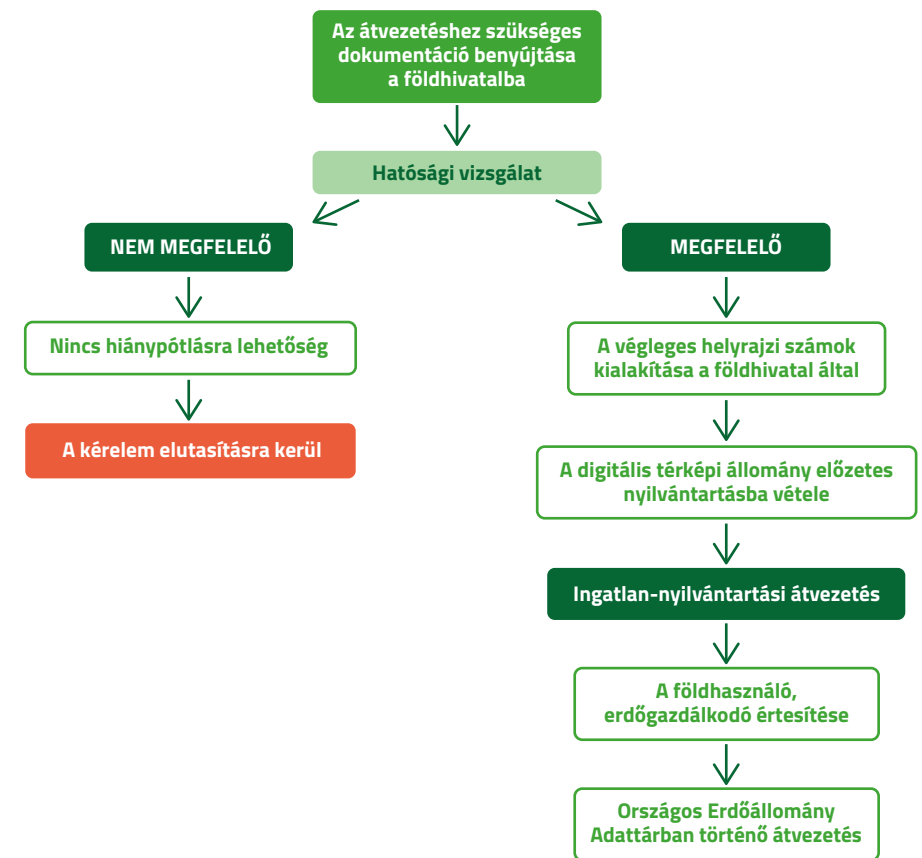 Az átvezetéshez szükséges
dokumentáció benyújtása
a földhivatalba
Hatósági vizsgálat
NEM MEGFELELŐ
Nincs hiánypótlásra lehetőség
A kérelem elutasításra kerül
MEGFELELŐ
A végleges helyrajzi számok
kialakítása a földhivatal által
A digitális térképi állomány előzetes
nyilvántartásba vétele
Ingatlan-nyilvántartási átvezetés
A földhasználó,
erdőgazdálkodó értesítése
Országos Erdőállomány
Adattárban történő átvezetés